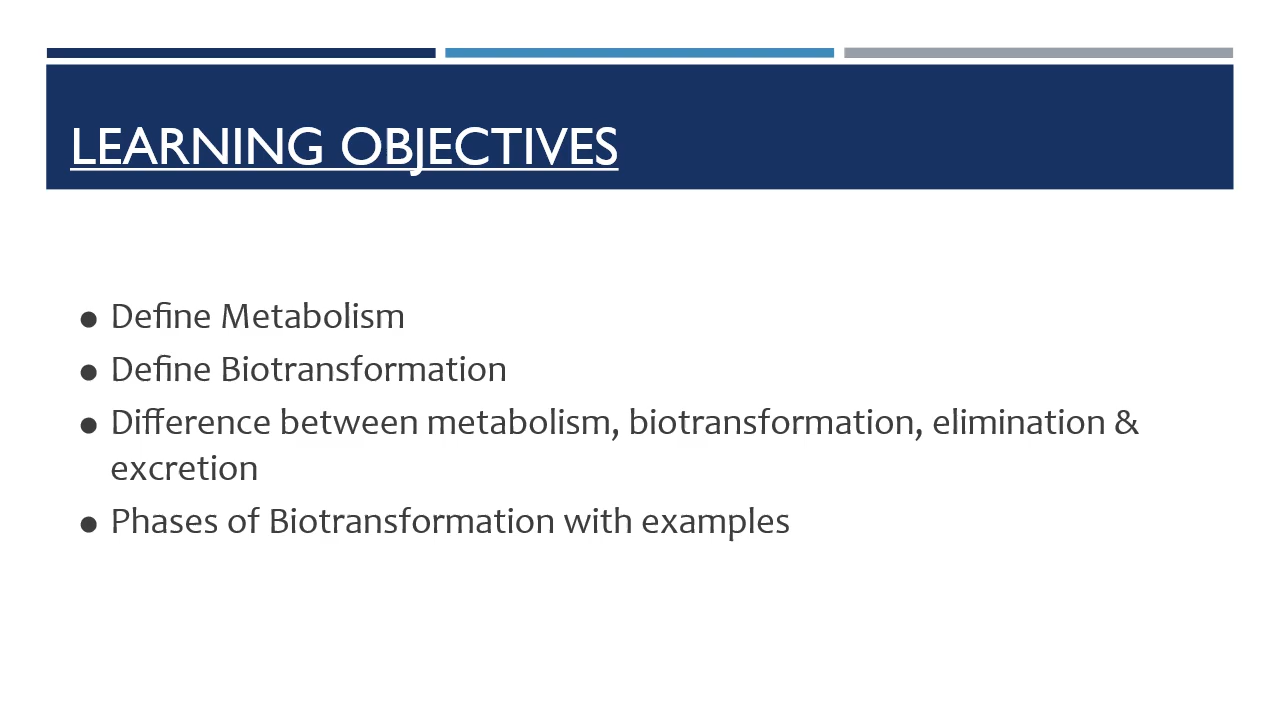 LEARNING OBJECTIVES
● Define Metabolism
● Define Biotransformation
● Difference between metabolism, biotransformation, elimination &
excretion
● Phases of Biotransformation with examples